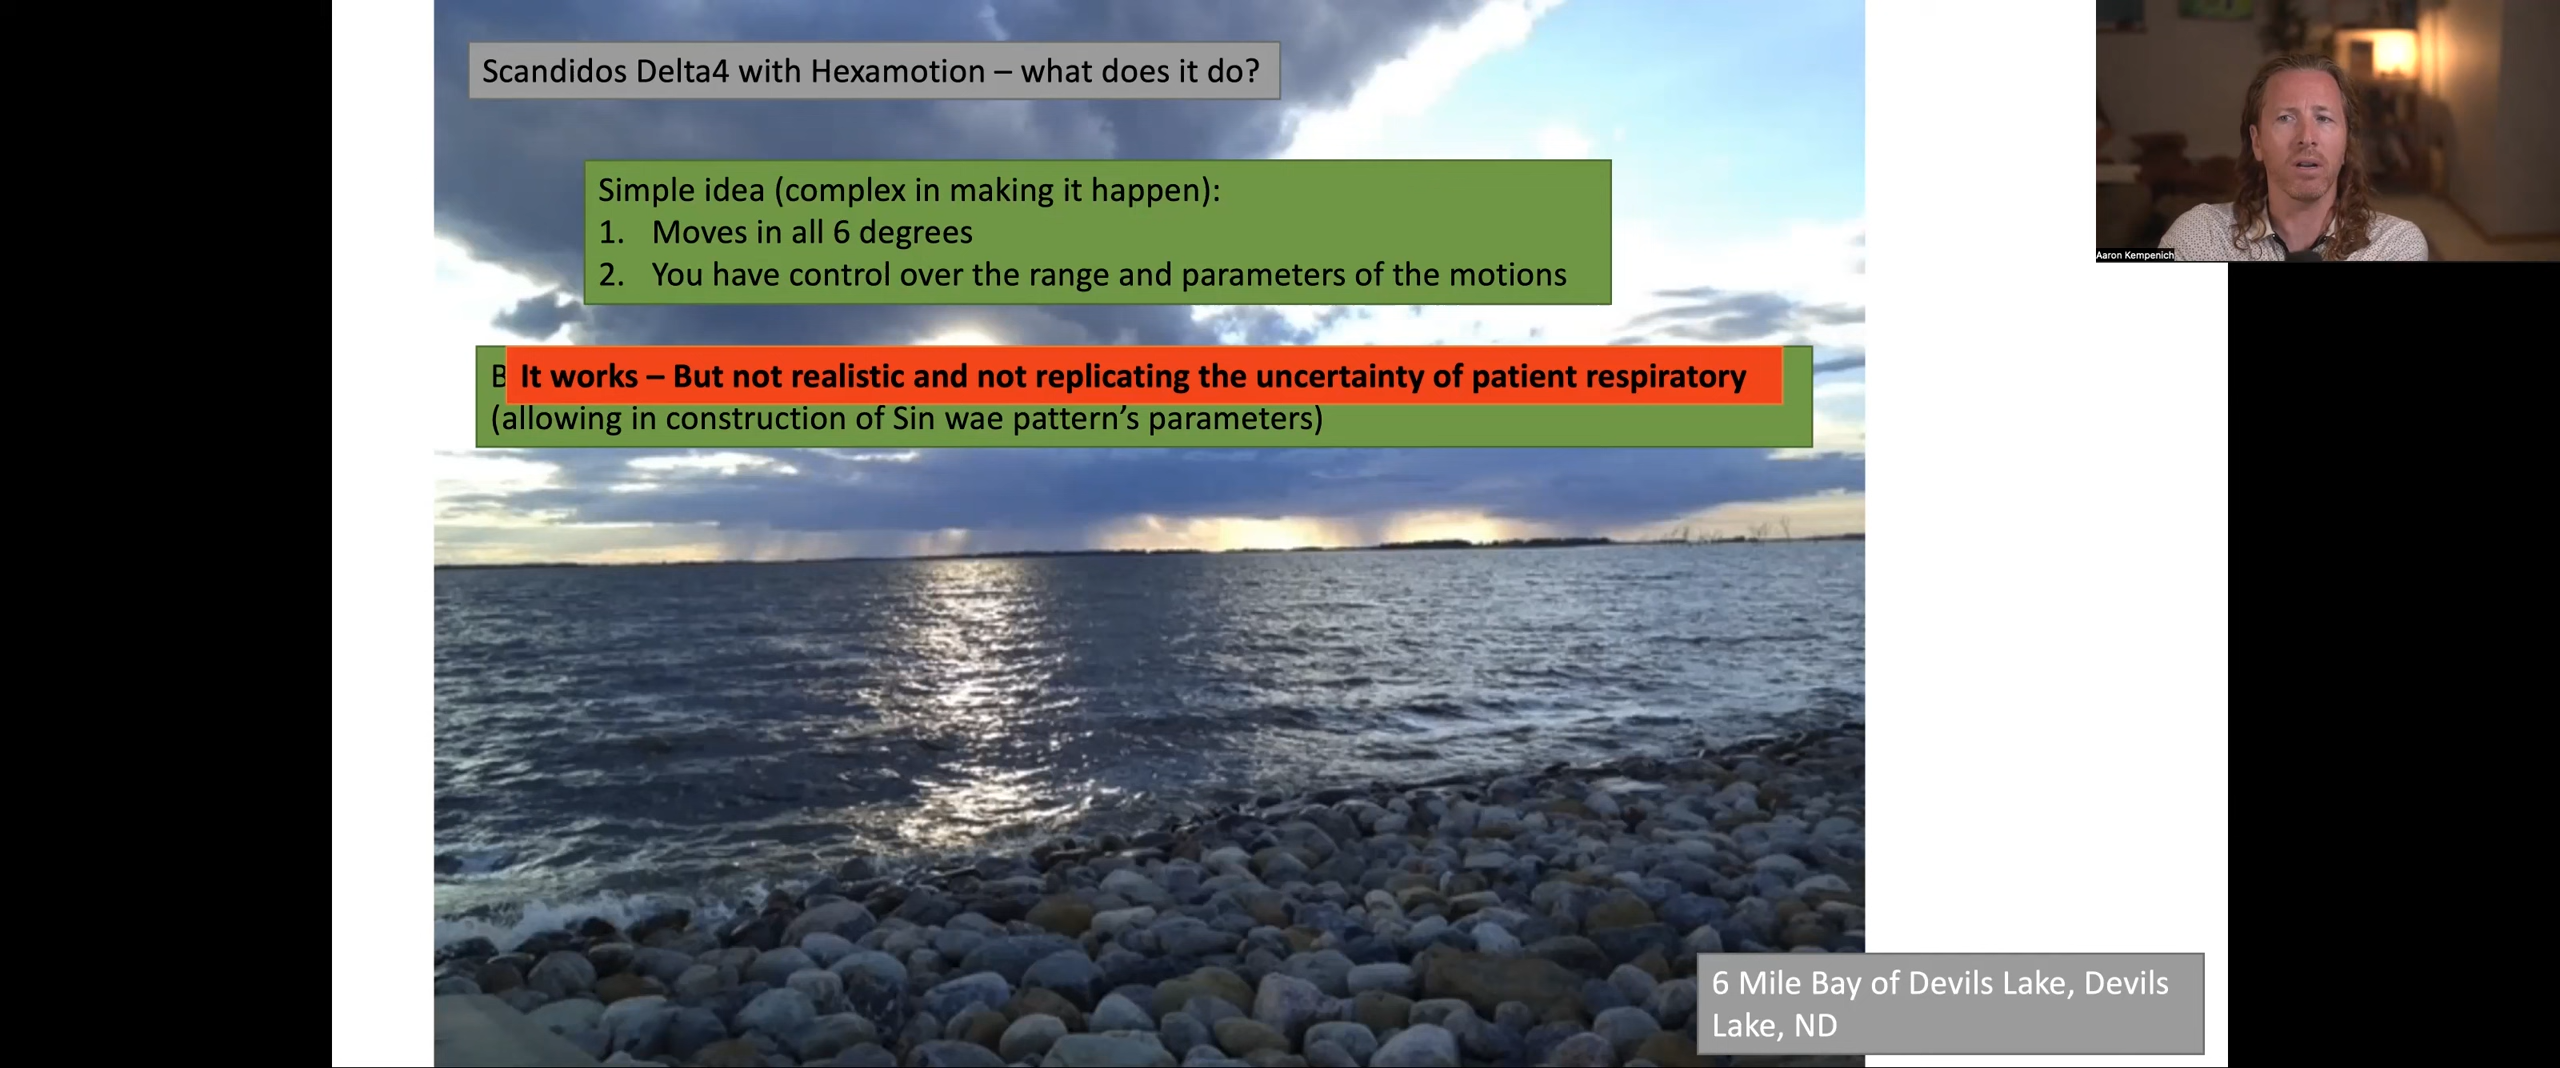 Scandidos Delta4 with Hexamotion – what does it do?
Simple idea (complex in making it happen):
1. Moves in all 6 degrees
2. You have control over the range and parameters of the motions
B
It works – But not realistic and not replicating the uncertainty of patient respiratory
(allowing in construction of Sin wae pattern’s parameters)
Aaron Kempenich
6 Mile Bay of Devils Lake, Devils
Lake, ND